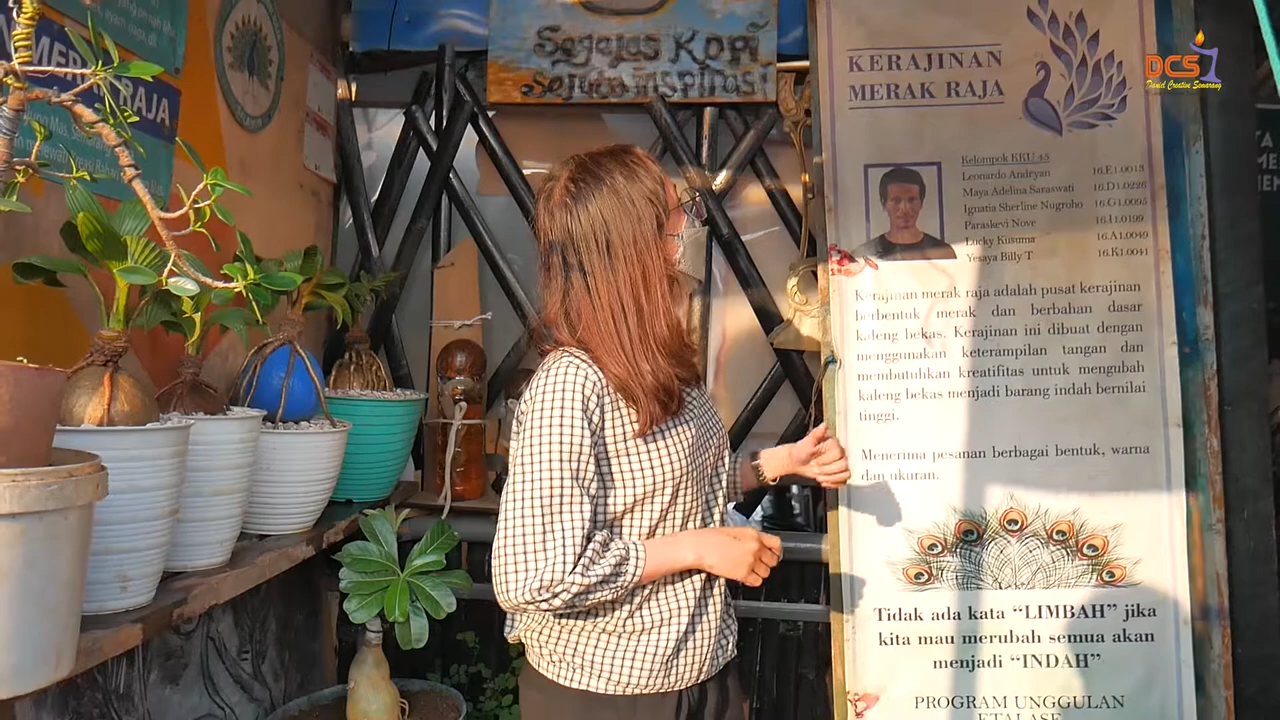 MERAK RAJA
Segelas Kopi
Sejuta inspirasi
KERAJINAN
MERAK RAJA
DCS
Daniel Creative Semarang
Kelompok KKU 43
Leonardo Andryan 16.E1.0013
Maya Adelina Saraswati 16.D1.0226
Ignatia Sherline Nugroho 16.G1.0095
Paraskevi Nove 16.I1.0199
Lucky Kusuma 16.A1.0049
Yesaya Billy T 16.K1.0041
Kerajinan merak raja adalah pusat kerajinan
berbentuk merak dan berbahan dasar
kaleng bekas. Kerajinan ini dibuat dengan
menggunakan keterampilan tangan dan
membutuhkan kreatifitas untuk mengubah
kaleng bekas menjadi barang indah bernilai
tinggi.
Menerima pesanan berbagai bentuk, warna
dan ukuran.
Tidak ada kata “LIMBAH” jika
kita mau merubah semua akan
menjadi “INDAH”
PROGRAM UNGGULAN
ETALASE